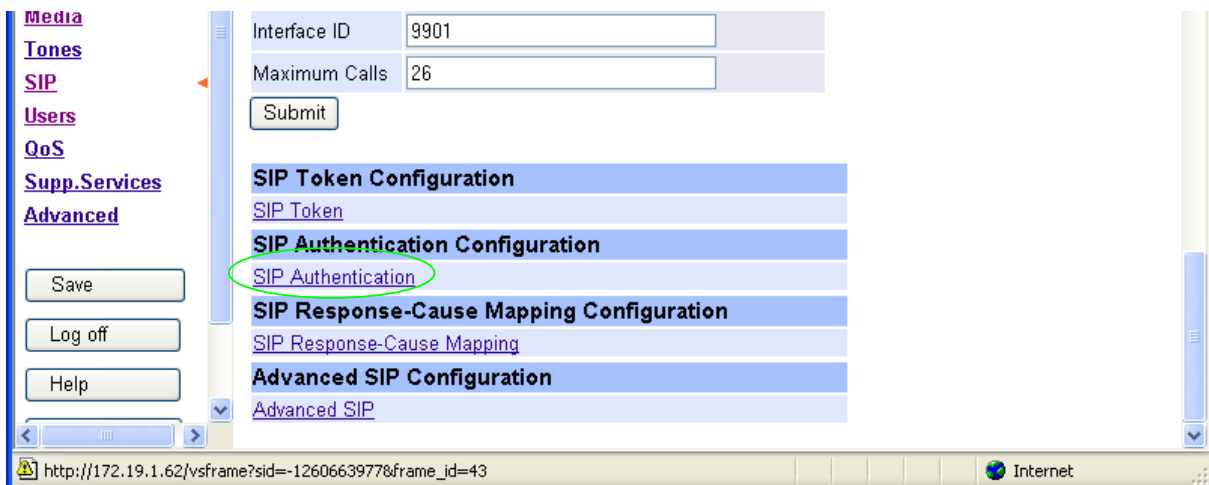 Media
Tones
SIP
Users
QoS
Supp.Services
Advanced
Save
Log off
Help
Interface ID 9901
Maximum Calls 26
Submit
SIP Token Configuration
SIP Token
SIP Authentication Configuration
SIP Authentication
SIP Response-Cause Mapping Configuration
SIP Response-Cause Mapping
Advanced SIP Configuration
Advanced SIP
http://172.19.1.62/vsframe?sid=-1260663977&frame_id=43
Internet